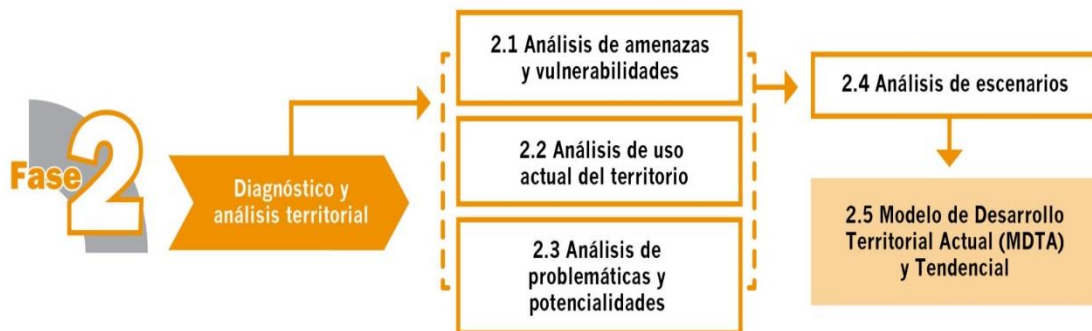 Fase 2
Diagnóstico y
análisis territorial
2.1 Análisis de amenazas
y vulnerabilidades
2.2 Análisis de uso
actual del territorio
2.3 Análisis de
problemáticas y
potencialidades
2.4 Análisis de escenarios
2.5 Modelo de Desarrollo
Territorial Actual (MDTA)
y Tendencial